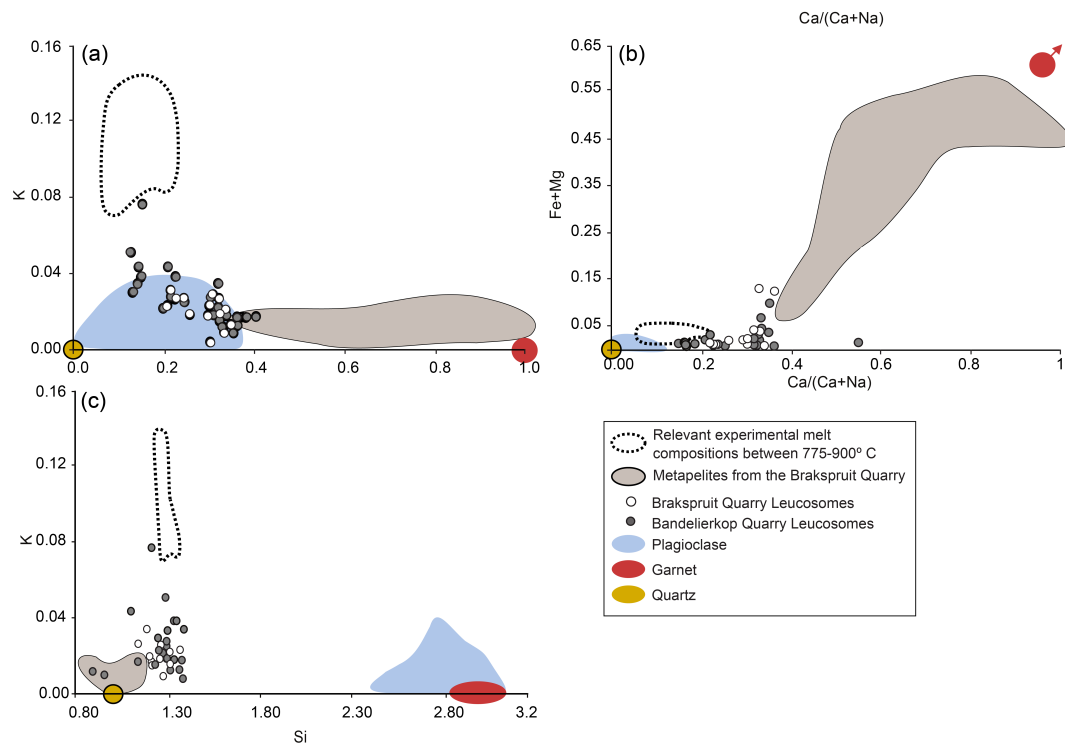 Ca/(Ca+Na)
(a)
0.16
0.12
0.08
0.04
0.00
K
0
0.2
0.4
0.6
0.8
1.0
(b)
0.65
0.55
0.45
0.35
0.25
0.15
0.05
Fe+Mg
0.00
0.2
0.4
0.6
0.8
1
Ca/(Ca+Na)
(c)
0.16
0.12
0.08
0.04
0.00
K
0.80
1.30
1.80
2.30
2.80
3.2
Si
Relevant experimental melt
compositions between 775-900º C
Metapelites from the Brakspruit Quarry
Brakspruit Quarry Leucosomes
Bandelierkop Quarry Leucosomes
Plagioclase
Garnet
Quartz